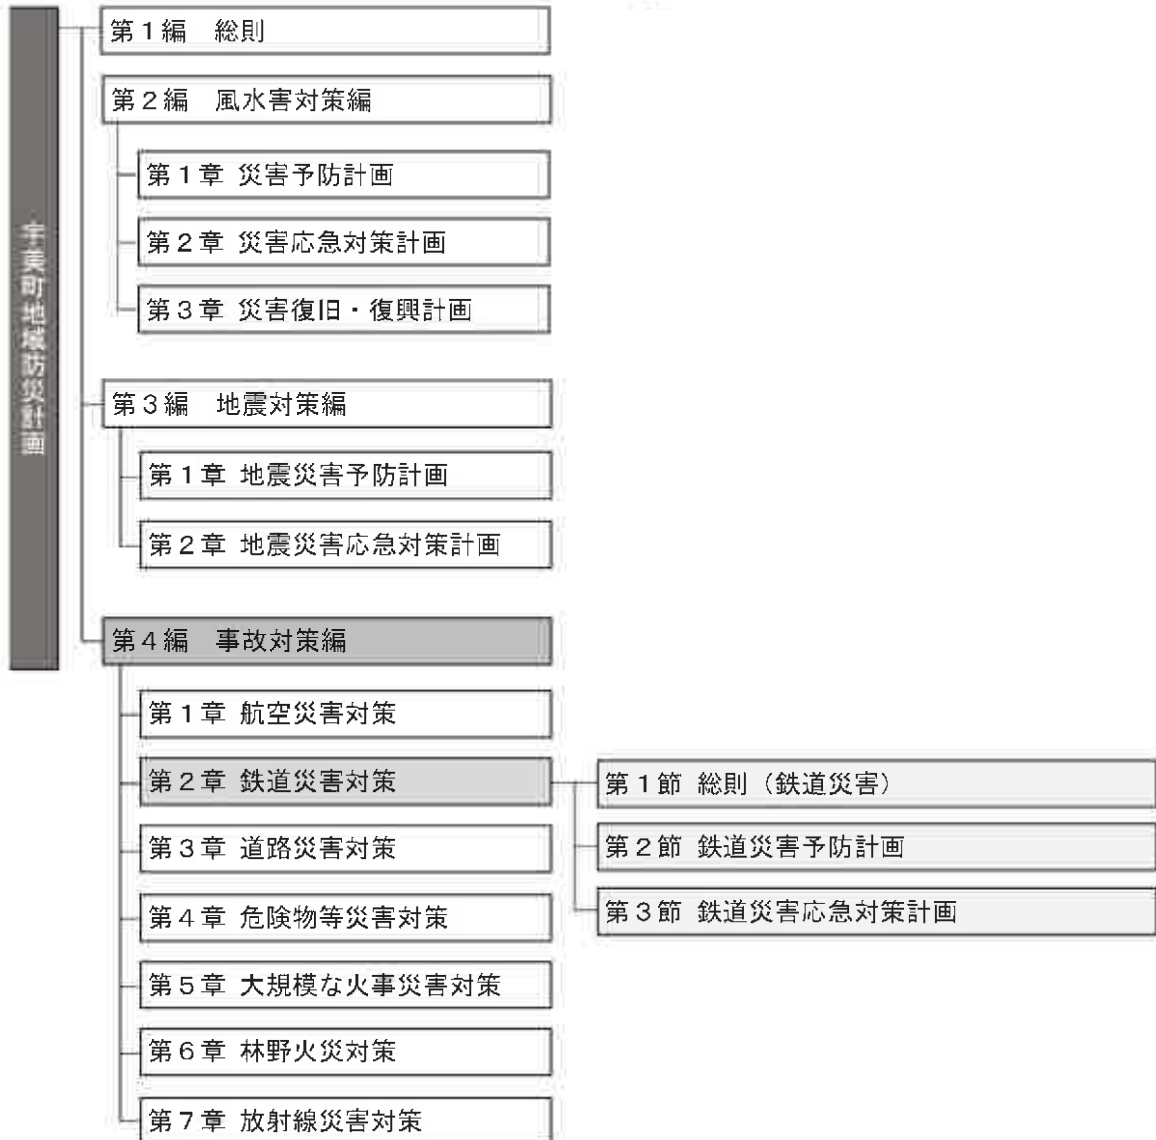 宇美町地域防災計画
第1編　総則
第2編　風水害対策編
第1章 災害予防計画
第2章 災害応急対策計画
第3章 災害復旧・復興計画
第3編　地震対策編
第1章 地震災害予防計画
第2章 地震災害応急対策計画
第4編　事故対策編
第1章 航空災害対策
第2章 鉄道災害対策
第1節 総則（鉄道災害）
第2節 鉄道災害予防計画
第3節 鉄道災害応急対策計画
第3章 道路災害対策
第4章 危険物等災害対策
第5章 大規模な火事災害対策
第6章 林野火災対策
第7章 放射線災害対策